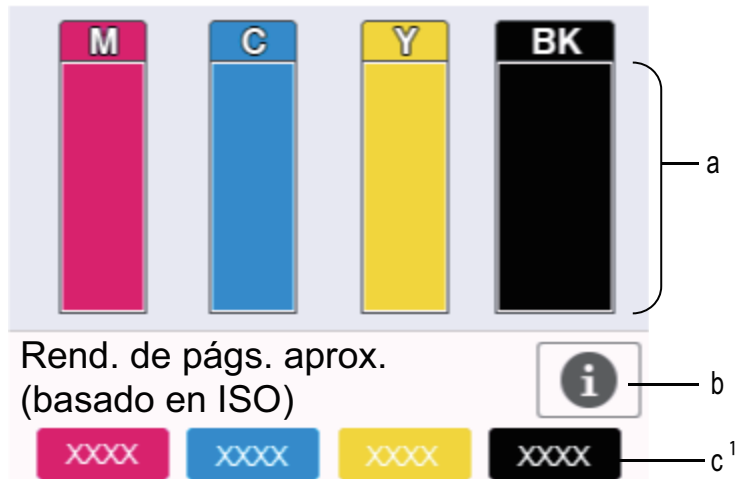 M C Y BK
a
Rend. de págs. aprox.
(basado en ISO)
i
b
XXXX XXXX XXXX XXXX
c 1